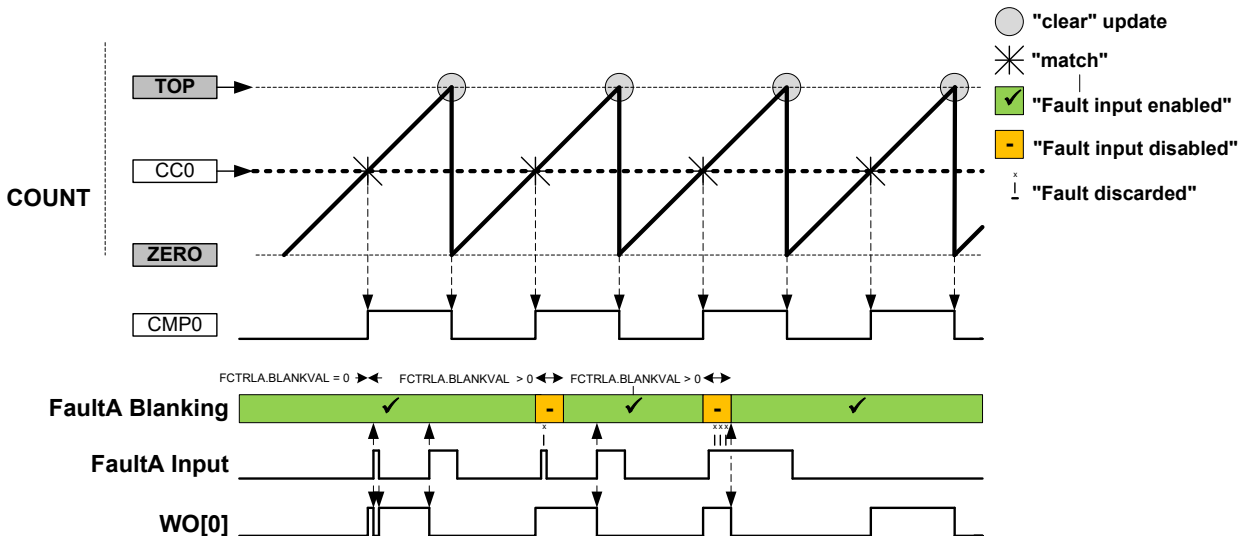 "clear" update
"match"
"Fault input enabled"
"Fault input disabled"
"Fault discarded"
x
TOP
CC0
COUNT
ZERO
CMP0
FCTRLA.BLANKVAL = 0
FCTRLA.BLANKVAL > 0
FCTRLA.BLANKVAL > 0
FaultA Blanking
✓ - ✓ - ✓
x xxx
FaultA Input
WO[0]